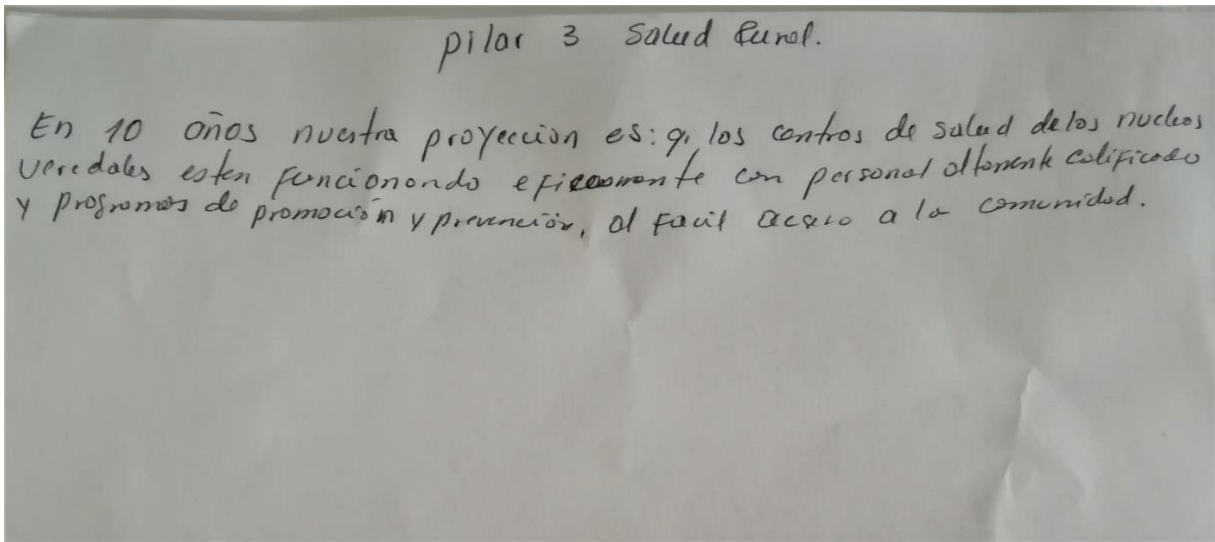 pilar 3 Salud Rural.
En 10 años nuestra proyeccion es: q, los centros de salud de los nucleos
veredales esten funcionando eficazmente con personal altamente calificado
y programas de promoción y prevención, al facil acceso a la comunidad.